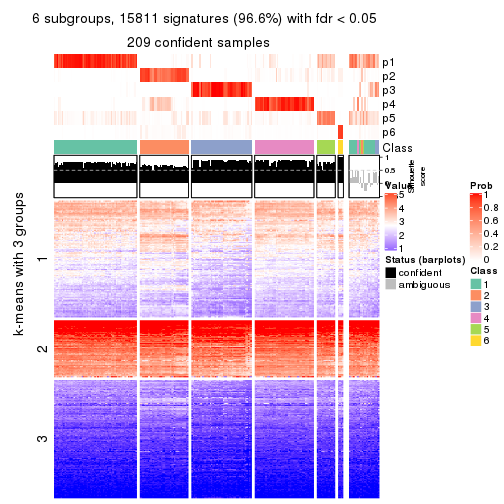 6 subgroups, 15811 signatures (96.6%) with fdr < 0.05
209 confident samples
p1
p2
p3
p4
p5
p6
Class
1
0.5
0
Silhouette
score
k-means with 3 groups
1
2
3
Value
5
4
3
2
1
Status (barplots)
confident
ambiguous
Prob
1
0.8
0.6
0.4
0.2
0
Class
1
2
3
4
5
6